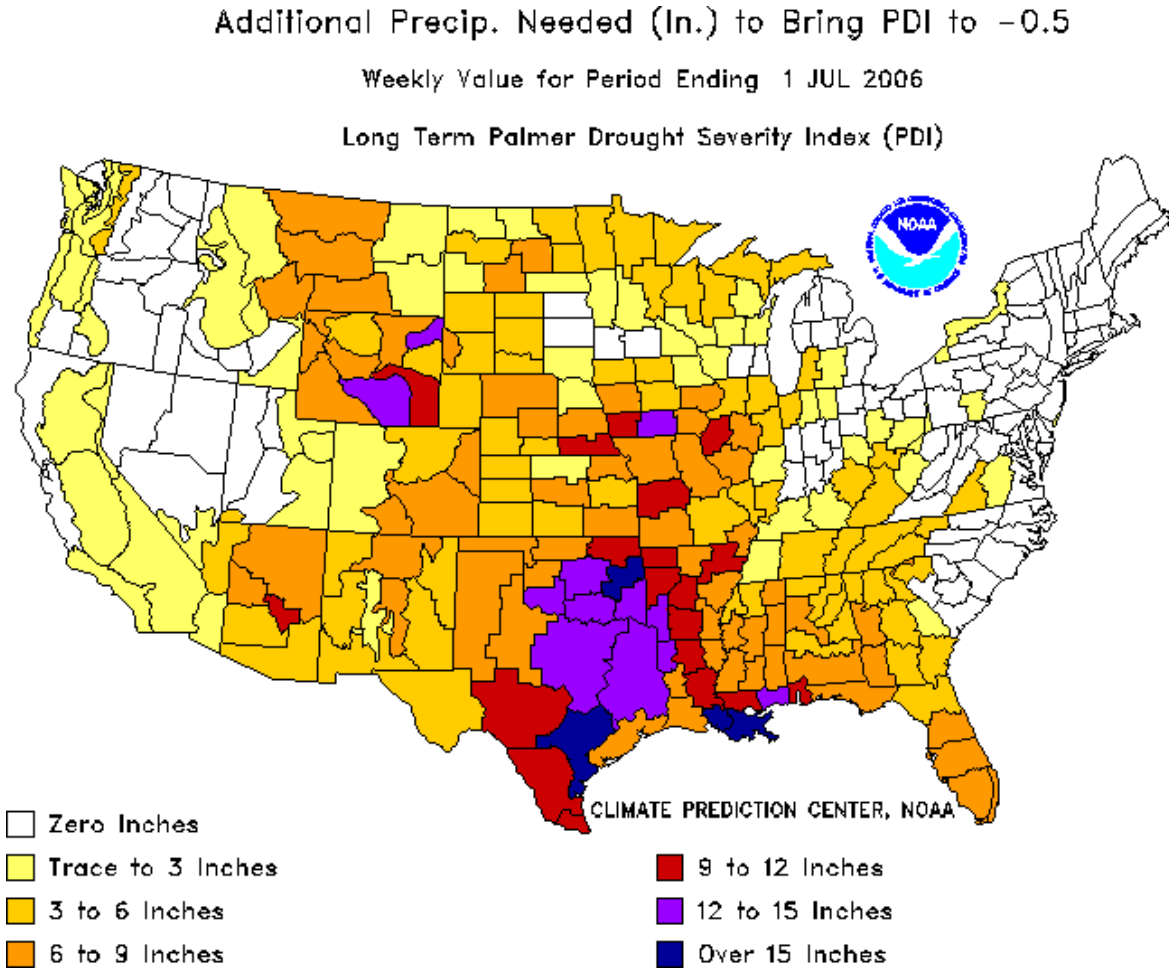 Additional Precip. Needed (In.) to Bring PDI to -0.5
Weekly Value for Period Ending 1 JUL 2006
Long Term Palmer Drought Severity Index (PDI)
NOAA
CLIMATE PREDICTION CENTER, NOAA
Zero Inches
Trace to 3 Inches
3 to 6 Inches
6 to 9 Inches
9 to 12 Inches
12 to 15 Inches
Over 15 Inches